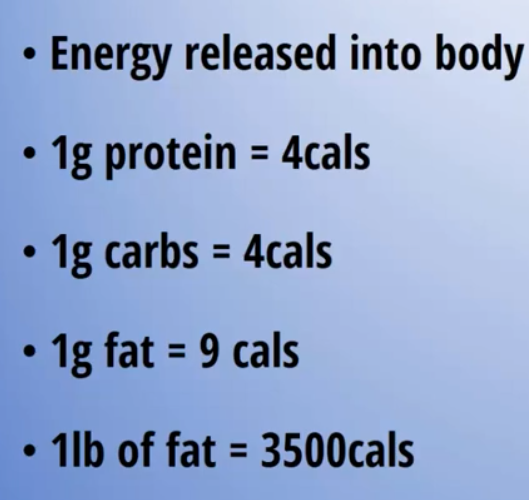 • Energy released into body
• 1g protein = 4cals
• 1g carbs = 4cals
• 1g fat = 9 cals
• 1lb of fat = 3500cals